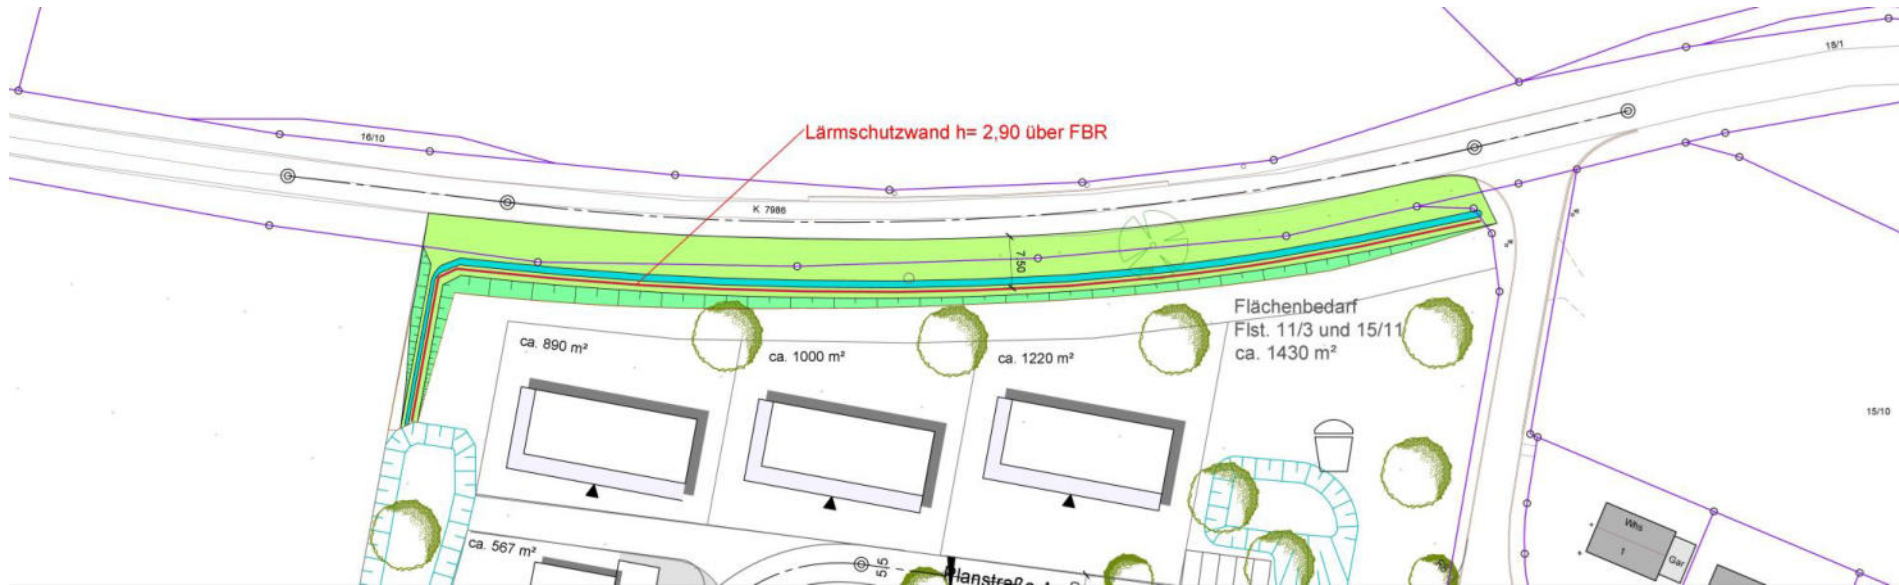 18/1
Lärmschutzwand h= 2,90 über FBR
16/10
K 7986
7.50
Flächenbedarf
Flst. 11/3 und 15/11
ca. 1430 m²
ca. 890 m²
ca. 1000 m²
ca. 1220 m²
15/10
Whs
1
Gar
ca. 567 m²
5,5
Planstraße A